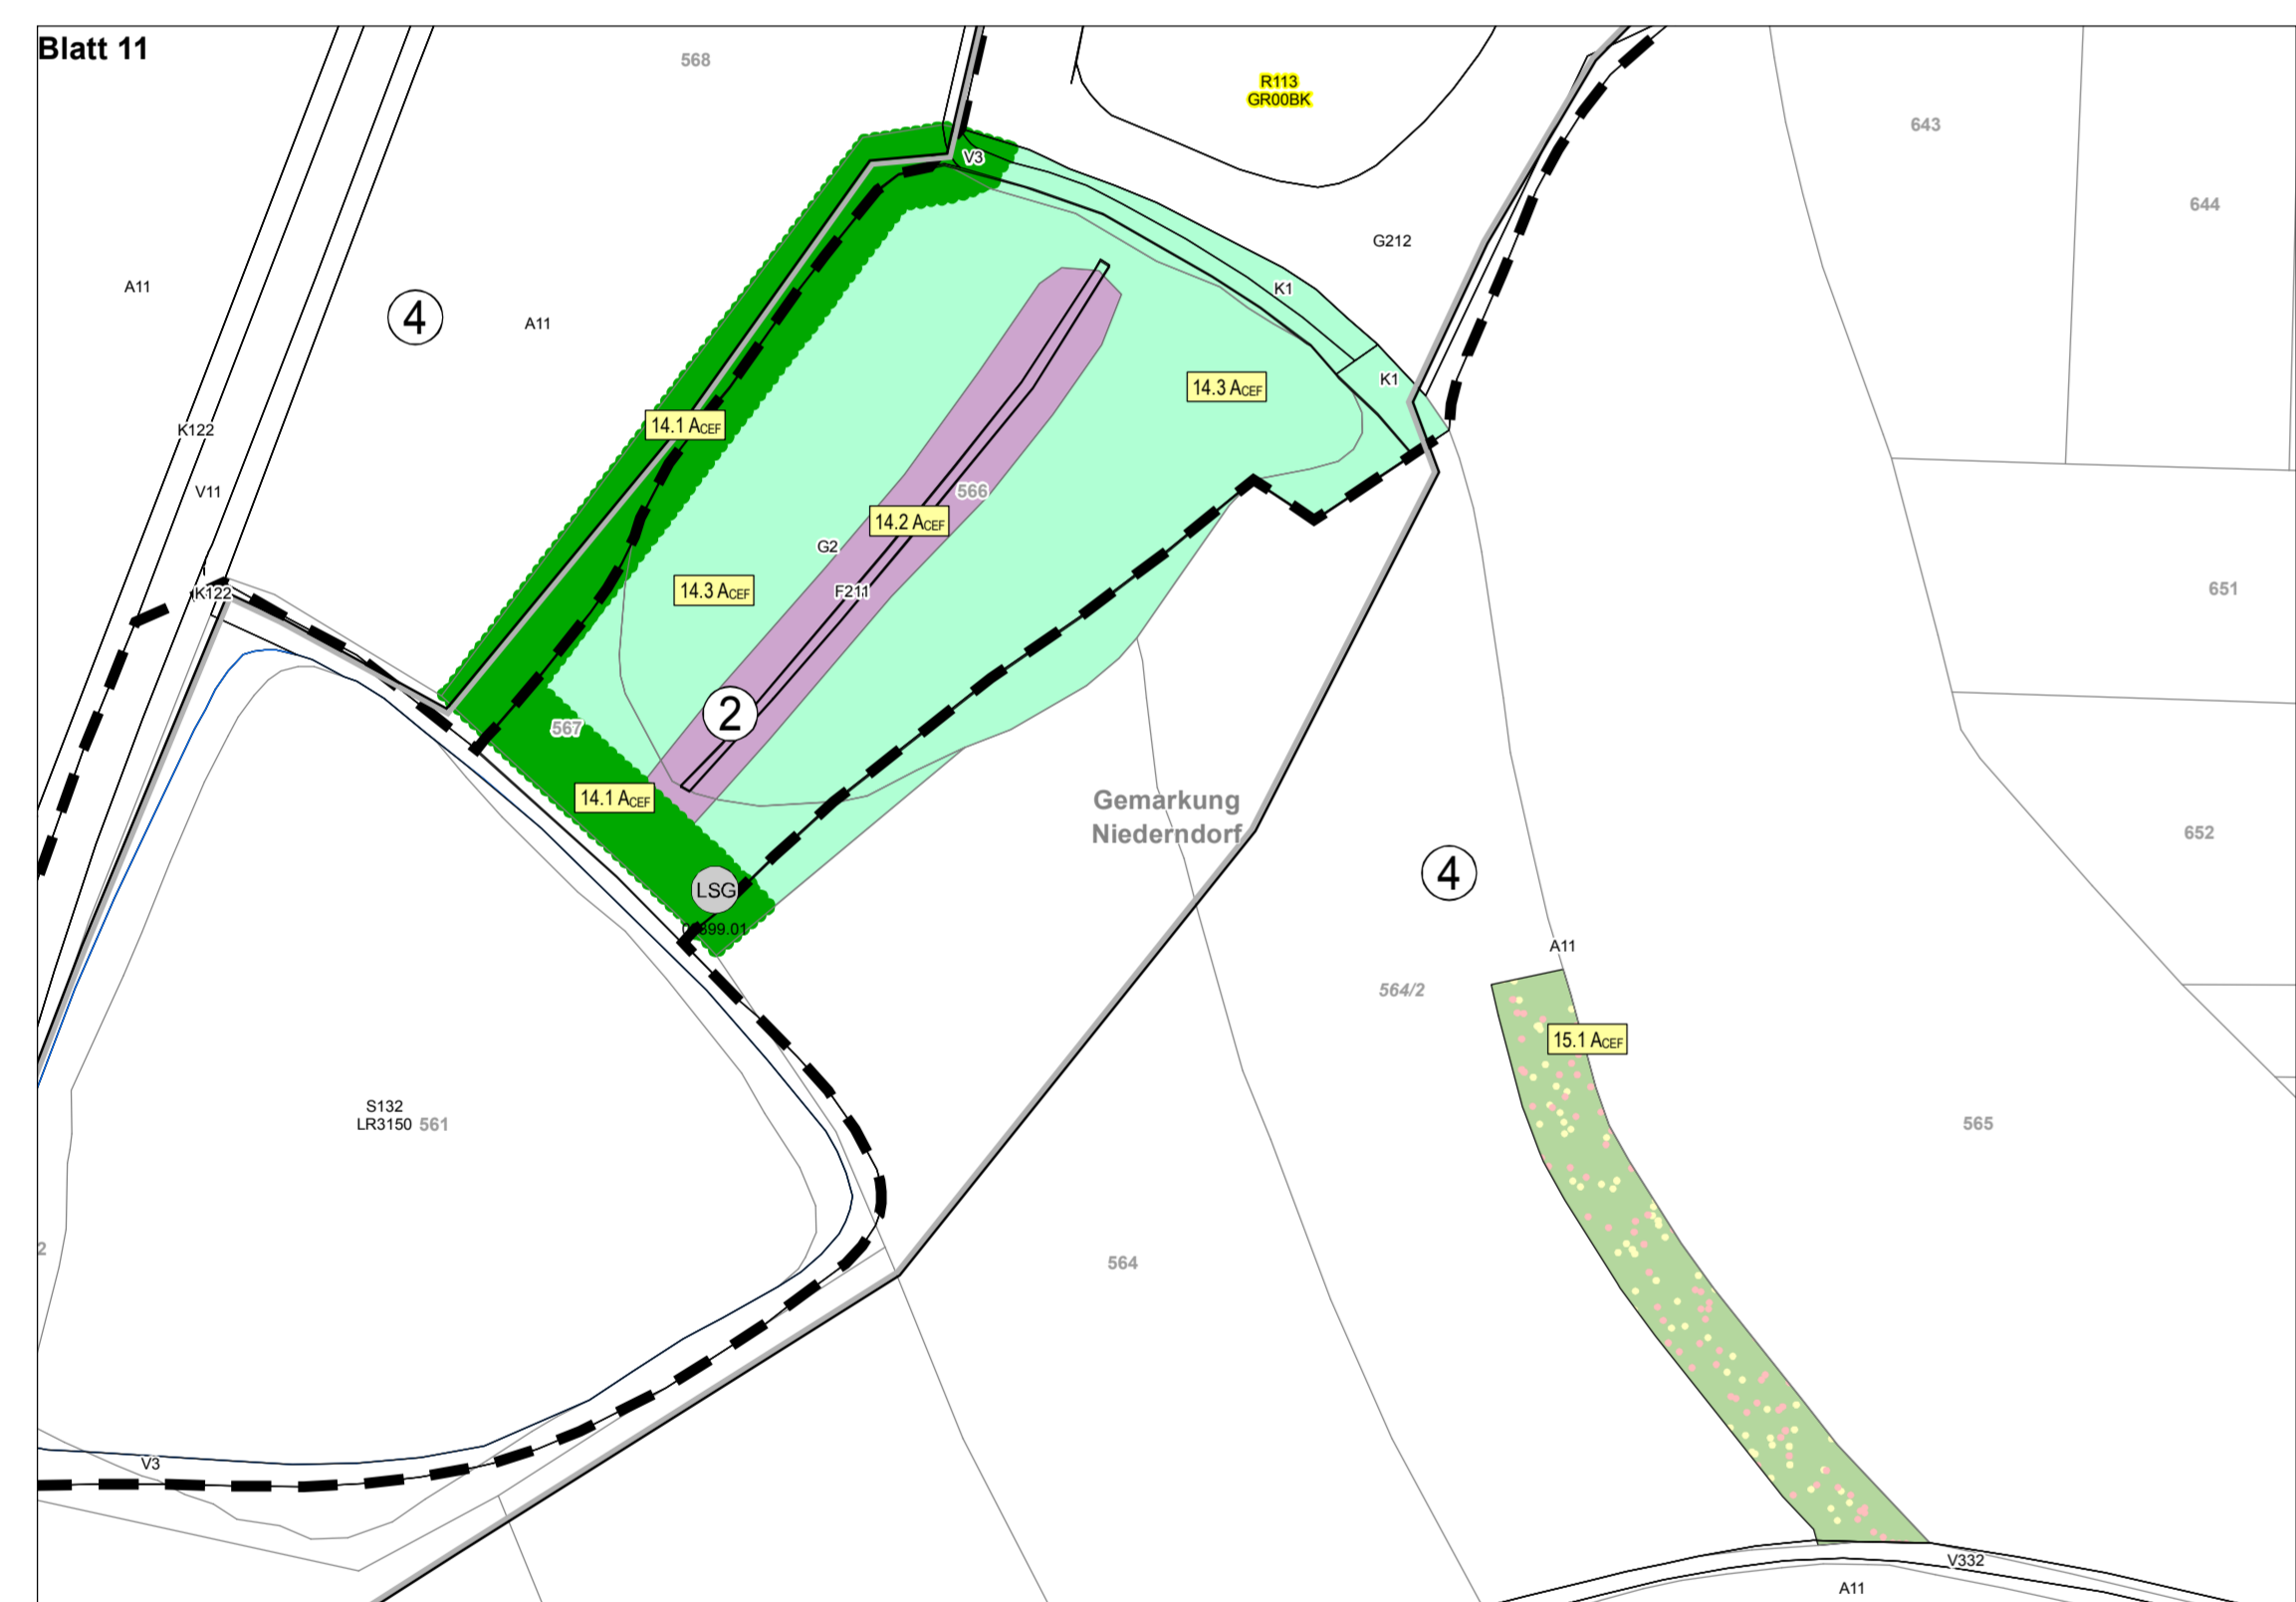 Blatt 11
568
R113
GR00BK
643
V3
644
G212
A11
K1
4
A11
K1
14.3 ACEF
14.1 ACEF
K122
V11
566
14.2 ACEF
G2
14.3 ACEF
F211
651
K122
2
567
14.1 ACEF
Gemarkung
Niederndorf
652
4
LSG
A11
564/2
15.1 ACEF
S132
LR3150 561
565
2
564
V3
V332
A11